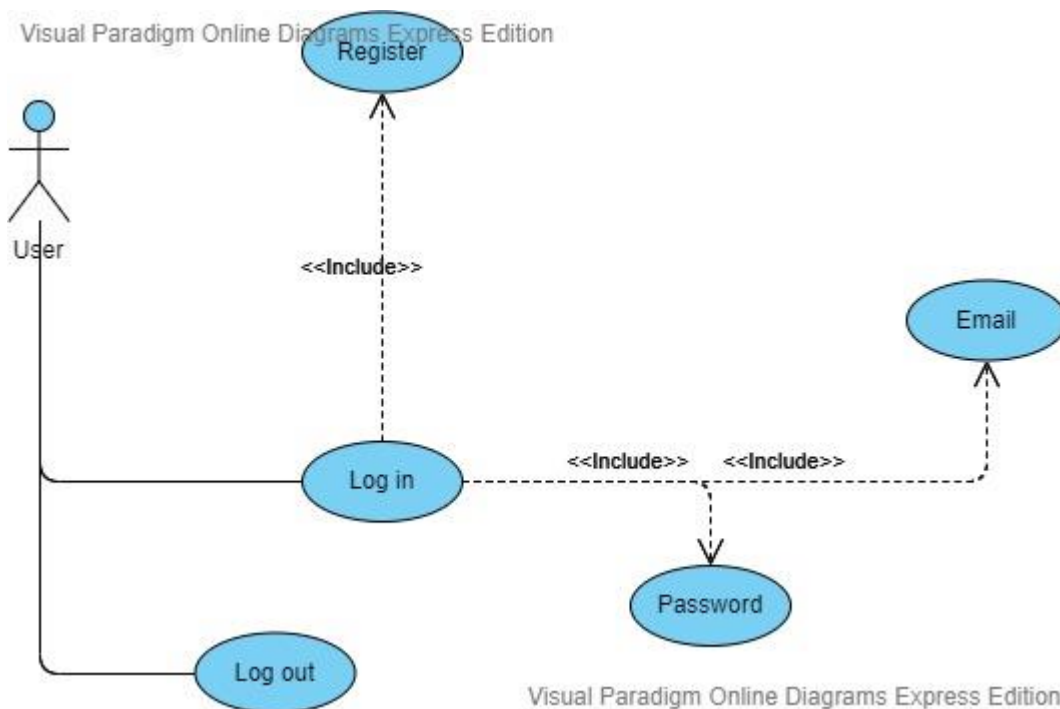 Visual Paradigm Online Diagrams Express Edition
Register
User
<<Include>>
Email
<<Include>> <<Include>>
Log in
Password
Log out
Visual Paradigm Online Diagrams Express Edition